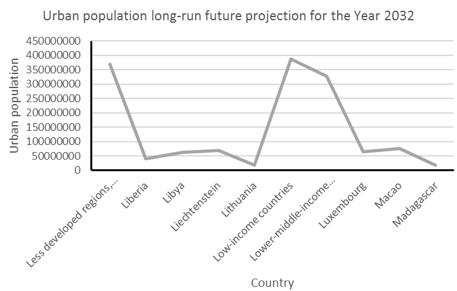 Urban population long-run future projection for the Year 2032
Urban population
450000000
400000000
350000000
300000000
250000000
200000000
150000000
100000000
50000000
0
Less developed regions,...
Liberia
Libya
Liechtenstein
Lithuania
Low-income countries
Lower-middle-income...
Luxembourg
Macao
Madagascar
Country